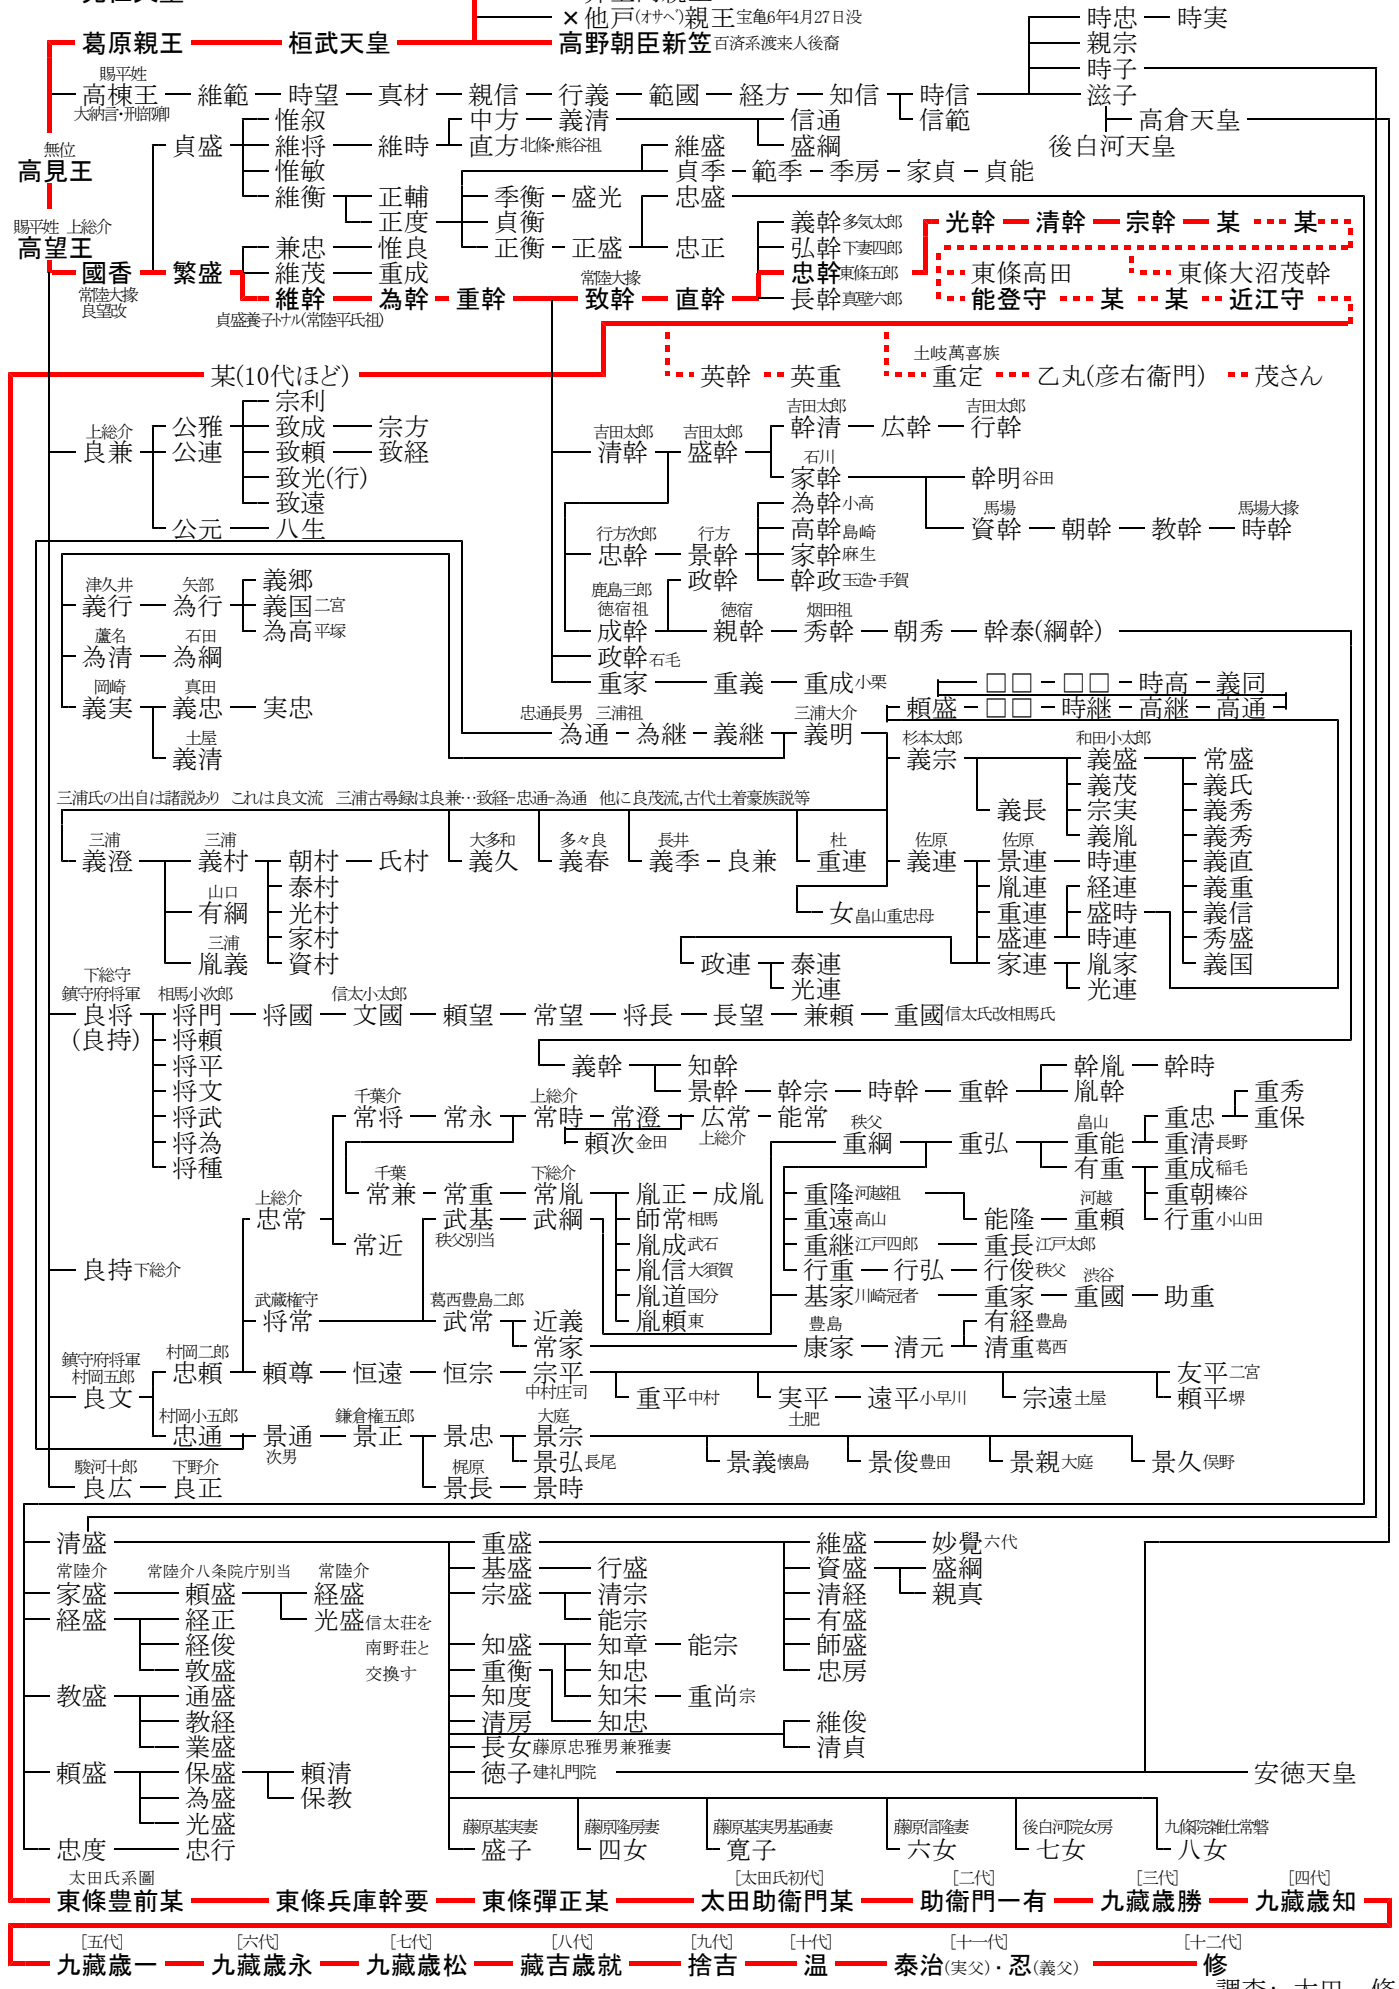 ×他戸(オサヘ)親王 宝亀6年4月27日没
時忠 時実
葛原親王 桓武天皇 高野朝臣新笠 百済系渡来人後裔 親宗
時子
賜平姓
高棟王 維範 時望 真材 親信 行義 範國 経方 知信 時信 滋子
大納言・刑部卿
惟叙 中方 義清 信通 信範 高倉天皇
無位
貞盛 維将 維時 直方 北條・熊谷祖 維盛 盛綱 後白河天皇
高見王 惟敏 貞季 範季 季房 家貞 貞能
維衡 正輔 季衡 盛光 忠盛
賜平姓 上総介
正度 貞衡 義幹 多気太郎 光幹 清幹 宗幹 某 某
高望王 兼忠 惟良 正衡 正盛 忠正 弘幹 下妻四郎
國香 繁盛 維茂 重成 常陸大掾 忠幹 東條五郎 東條高田 東條大沼茂幹
常陸大掾 良望改
維幹 為幹 重幹 致幹 直幹 長幹 真壁六郎 能登守 某 某 近江守
貞盛養子トナル(常陸平氏祖)
土岐萬喜族
某(10代ほど) 英幹 英重 重定 乙丸(彦右衞門) 茂さん
宗利
上総介 吉田太郎 吉田太郎 吉田太郎 吉田太郎
公雅 致成 宗方 幹清 広幹 行幹
良兼 公連 致頼 致経 清幹 盛幹 石川
致光(行) 家幹 幹明 谷田
致遠 為幹 小高 馬場 馬場大掾
公元 八生 行方次郎 行方 高幹 島崎 資幹 朝幹 教幹 時幹
忠幹 景幹 家幹 麻生
津久井 矢部 義郷 鹿島三郎 政幹 幹政 玉造・手賀
義行 為行 義国 二宮 徳宿祖 徳宿 烟田祖
蘆名 石田 為高 平塚 成幹 親幹 秀幹 朝秀 幹泰(綱幹)
為清 為綱 政幹 石毛
岡崎 真田 重家 重義 重成 小栗 □□ □□ 時高 義同
義実 義忠 実忠 忠通長男 三浦祖 三浦大介 頼盛 □□ 時継 高継 高通
土屋 為通 為継 義継 義明 杉本太郎 和田小太郎
義清 義宗 義盛 常盛
義茂 義氏
三浦氏の出自は諸説あり これは良文流 三浦古尋録は良兼…致経-忠通-為通 他に良茂流,古代土着豪族説等
義長 宗実 義秀
義胤 義秀
三浦 三浦 大多和 多々良 長井 杜 佐原 佐原
義澄 義村 朝村 氏村 義久 義春 義季 良兼 重連 義連 景連 時連 義直
山口 泰村 胤連 経連 義重
有綱 光村 女 畠山重忠母 重連 盛時 義信
三浦 家村 盛連 時連 秀盛
胤義 資村 政連 泰連 家連 胤家 義国
下総守 光連 光連
鎮守府将軍 相馬小次郎 信太小太郎
良将 将門 将國 文國 頼望 常望 将長 長望 兼頼 重國 信太氏改相馬氏
(良持) 将頼
将平 義幹 知幹 幹胤 幹時
将文 千葉介 上総介 景幹 幹宗 時幹 重幹 胤幹 重秀
将武 常将 常永 常時 常澄 広常 能常 秩父 畠山 重忠 重保
将為 頼次 金田 上総介 重綱 重弘 重能 重清 長野
将種 千葉 下総介 有重 重成 稲毛
上総介 常兼 常重 常胤 胤正 成胤 重隆 河越祖 河越 重朝 榛谷
忠常 武基 武綱 師常 相馬 重遠 高山 能隆 重頼 行重 小山田
常近 秩父別当 胤成 武石 重継 江戸四郎 重長 江戸太郎
良持 下総介 胤信 大須賀 行重 行弘 行俊 秩父 渋谷
武蔵権守 葛西豊島二郎 胤道 国分 基家 川崎冠者 重家 重國 助重
将常 武常 近義 胤頼 東 豊島 有経 豊島
村岡二郎 常家 康家 清元 清重 葛西
鎮守府将軍 村岡五郎 忠頼 頼尊 恒遠 恒宗 宗平 友平 二宮
良文 中村庄司 重平 中村 実平 遠平 小早川 宗遠 土屋 頼平 堺
村岡小五郎 鎌倉権五郎 大庭 土肥
忠通 景通 景正 景忠 景宗
次男 景弘 長尾 景義 懐島 景俊 豊田 景親 大庭 景久 俣野
駿河十郎 下野介 梶原
良広 良正 景長 景時
清盛 重盛 維盛 妙覺 六代
常陸介 常陸介八条院庁別当 常陸介 基盛 行盛 資盛 盛綱
家盛 頼盛 経盛 宗盛 清宗 清経 親真
経盛 経正 光盛 信太荘を 能宗 有盛
経俊 南野荘と 知盛 知章 能宗 師盛
敦盛 交換す 重衡 知忠 忠房
教盛 通盛 知度 知宋 重尚 宗
教経 清房 知忠 維俊
業盛 長女 藤原忠雅男兼雅妻 清貞
頼盛 保盛 頼清 徳子 建礼門院 安徳天皇
為盛 保教
光盛 藤原基実妻 藤原隆房妻 藤原基実男基通妻 藤原信隆妻 後白河院女房 九條院雑仕常磐
忠度 忠行 盛子 四女 寛子 六女 七女 八女
太田氏系圖 [太田氏初代] [二代] [三代] [四代]
東條豊前某 東條兵庫幹要 東條彈正某 太田助衞門某 助衞門一有 九藏歳勝 九藏歳知
[五代] [六代] [七代] [八代] [九代] [十代] [十一代] [十二代]
九藏歳一 九藏歳永 九藏歳松 藏吉歳就 捨吉 温 泰治(実父)・忍(義父) 修